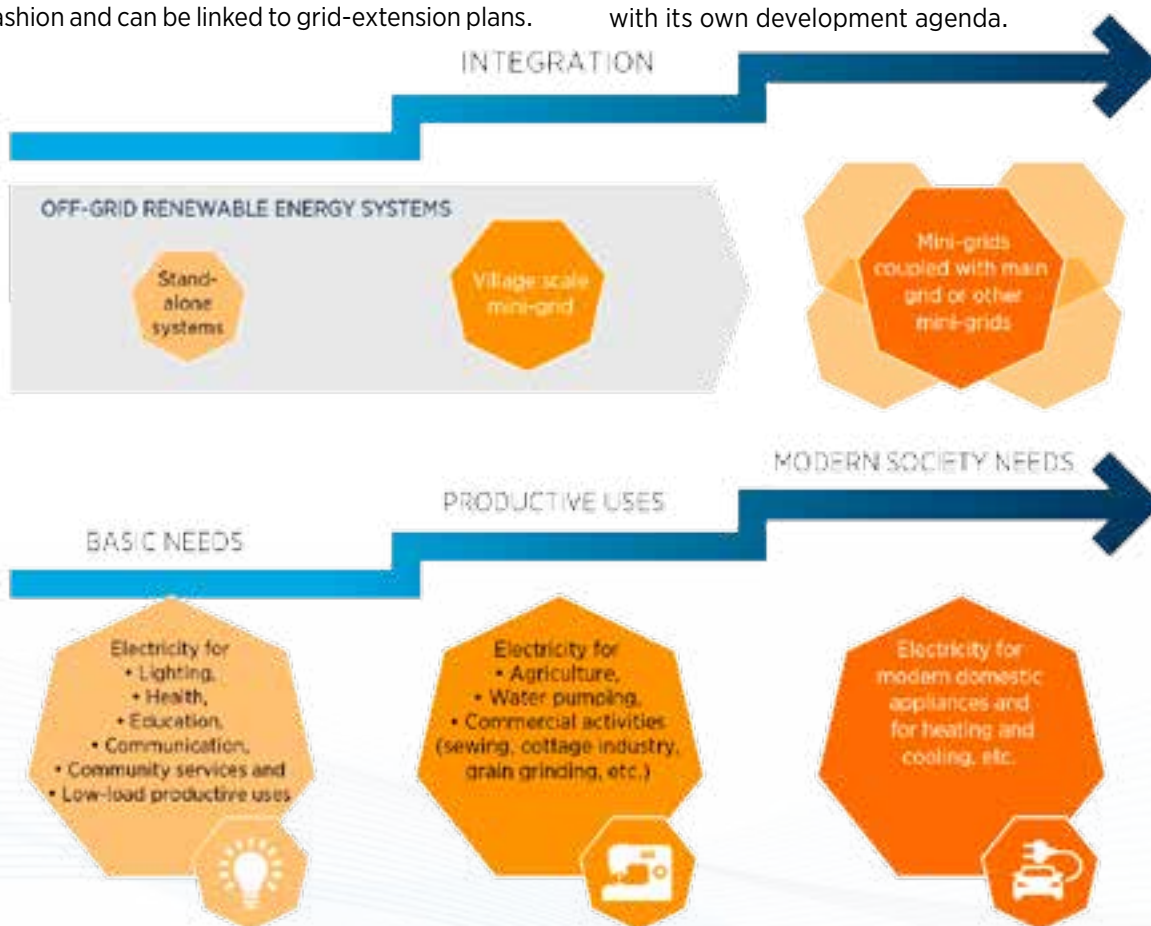 ashion and can be linked to grid-extension plans.
with its own development agenda.
INTEGRATION
OFF-GRID RENEWABLE ENERGY SYSTEMS
Stand-
alone
systems
Village scale
mini-grid
Mini-grids
coupled with main
grid or other
mini-grids
BASIC NEEDS
PRODUCTIVE USES
MODERN SOCIETY NEEDS
Electricity for
• Lighting,
• Health,
• Education,
• Communication,
• Community services and
• Low-load productive uses
Electricity for
• Agriculture,
• Water pumping,
• Commercial activities
(sewing, cottage industry,
grain grinding, etc.)
Electricity for
modern domestic
appliances and
for heating and
cooling, etc.